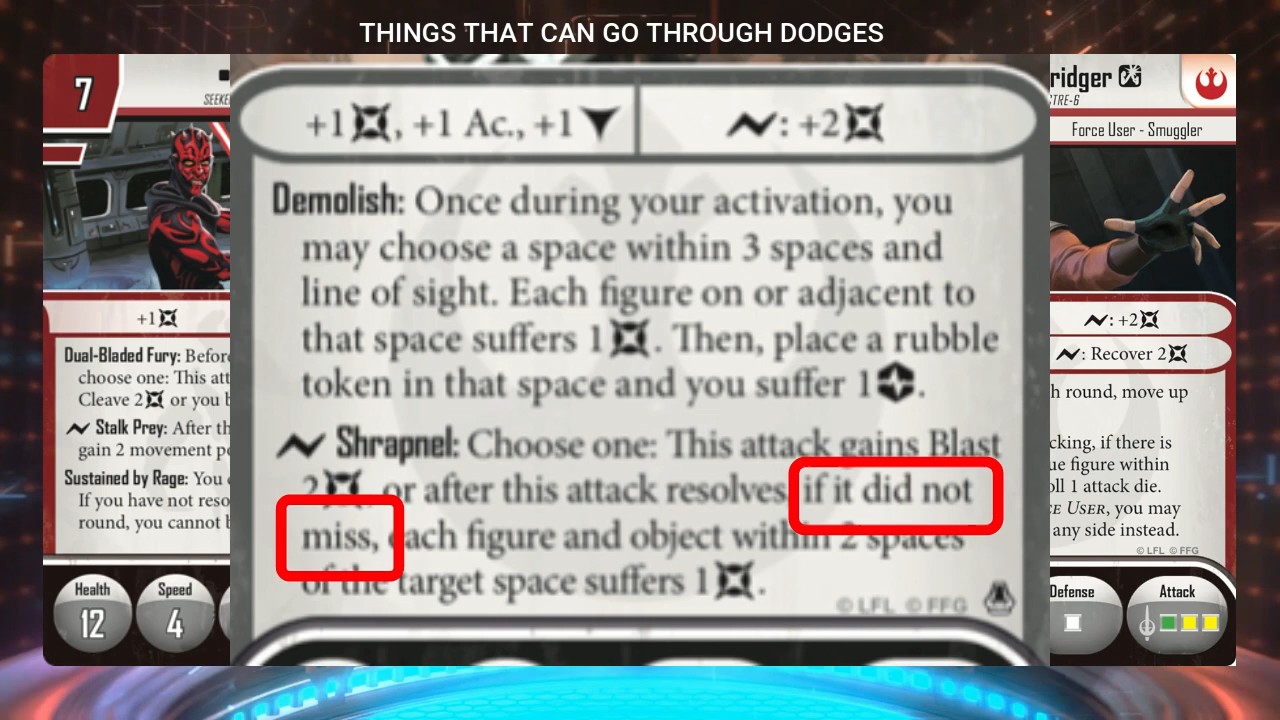 THINGS THAT CAN GO THROUGH DODGES
7
+1
Dual-Bladed Fury: Before
choose one: This att
Cleave 2 or you b
Stalk Prey: After th
gain 2 movement p
Sustained by Rage: You
If you have not reso
round, you cannot
Health
12
Speed
4
+1 , +1 Ac., +1
: +2
Demolish: Once during your activation, you
may choose a space within 3 spaces and
line of sight. Each figure on or adjacent to
that space suffers 1 . Then, place a rubble
token in that space and you suffer 1 .
Shrapnel: Choose one: This attack gains Blast
2 , or after this attack resolves, if it did not
miss, each figure and object within 2 spaces
of the target space suffers 1 .
© LFL © FFG
ridger
CTRE-6
Force User - Smuggler
: +2
: Recover 2
h round, move up
cking, if there is
ue figure within
oll 1 attack die.
CE USER, you may
any side instead.
© LFL © FFG
Defense
Attack